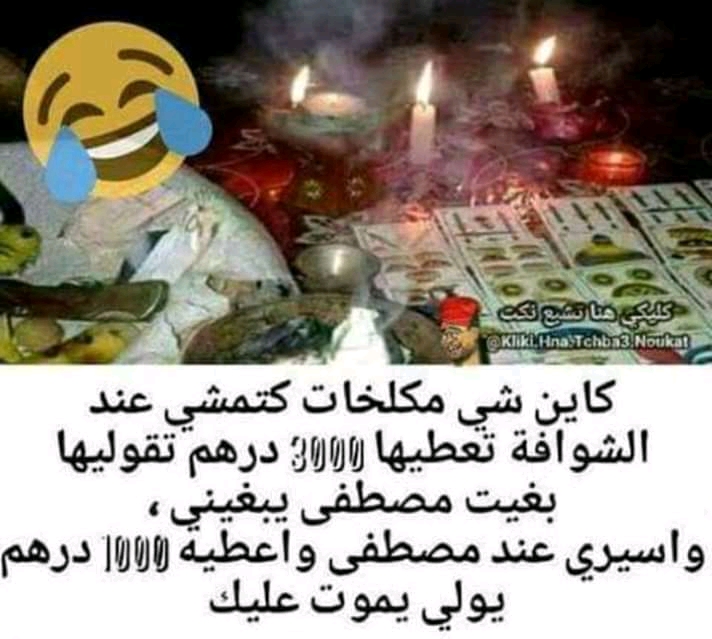 كليكي هنا تشبع نكت
@Kliki.Hna.Tchba3.Noukat
كاين شي مكلخات كتمشي عند
الشوافة تعطيها 3000 درهم تقوليها
بغيت مصطفى يبغيني ،
واسيري عند مصطفى واعطيه 1000 درهم
يولي يموت عليك